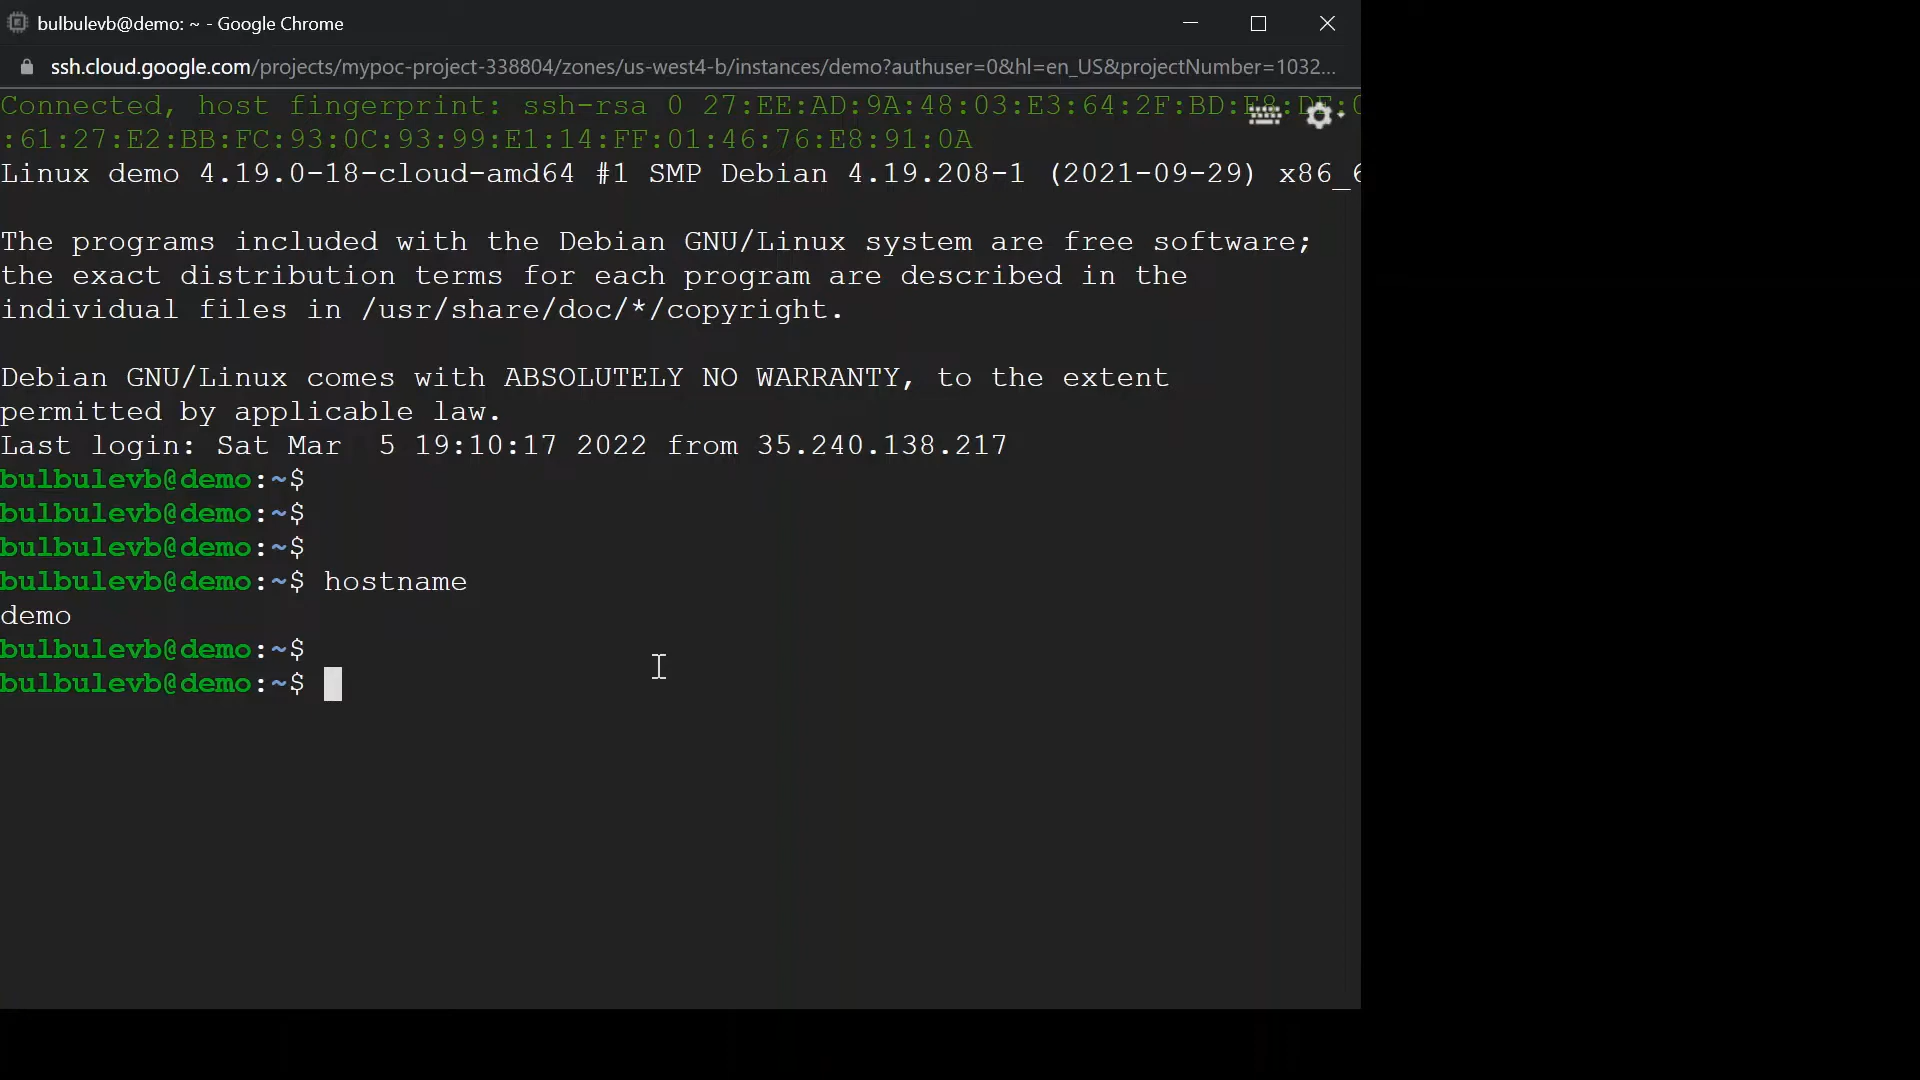 bulbulevb@demo: ~ - Google Chrome
ssh.cloud.google.com/projects/mypoc-project-338804/zones/us-west4-b/instances/demo?authuser=0&hl=en_US&projectNumber=1032...
Connected, host fingerprint: ssh-rsa 0 27:EE:AD:9A:48:03:E3:64:2F:BD:E8:DF:
:61:27:E2:BB:FC:93:0C:93:99:E1:14:FF:01:46:76:E8:91:0A
Linux demo 4.19.0-18-cloud-amd64 #1 SMP Debian 4.19.208-1 (2021-09-29) x86_6
The programs included with the Debian GNU/Linux system are free software;
the exact distribution terms for each program are described in the
individual files in /usr/share/doc/*/copyright.
Debian GNU/Linux comes with ABSOLUTELY NO WARRANTY, to the extent
permitted by applicable law.
Last login: Sat Mar  5 19:10:17 2022 from 35.240.138.217
bulbulevb@demo:~$
bulbulevb@demo:~$
bulbulevb@demo:~$
bulbulevb@demo:~$ hostname
demo
bulbulevb@demo:~$
bulbulevb@demo:~$